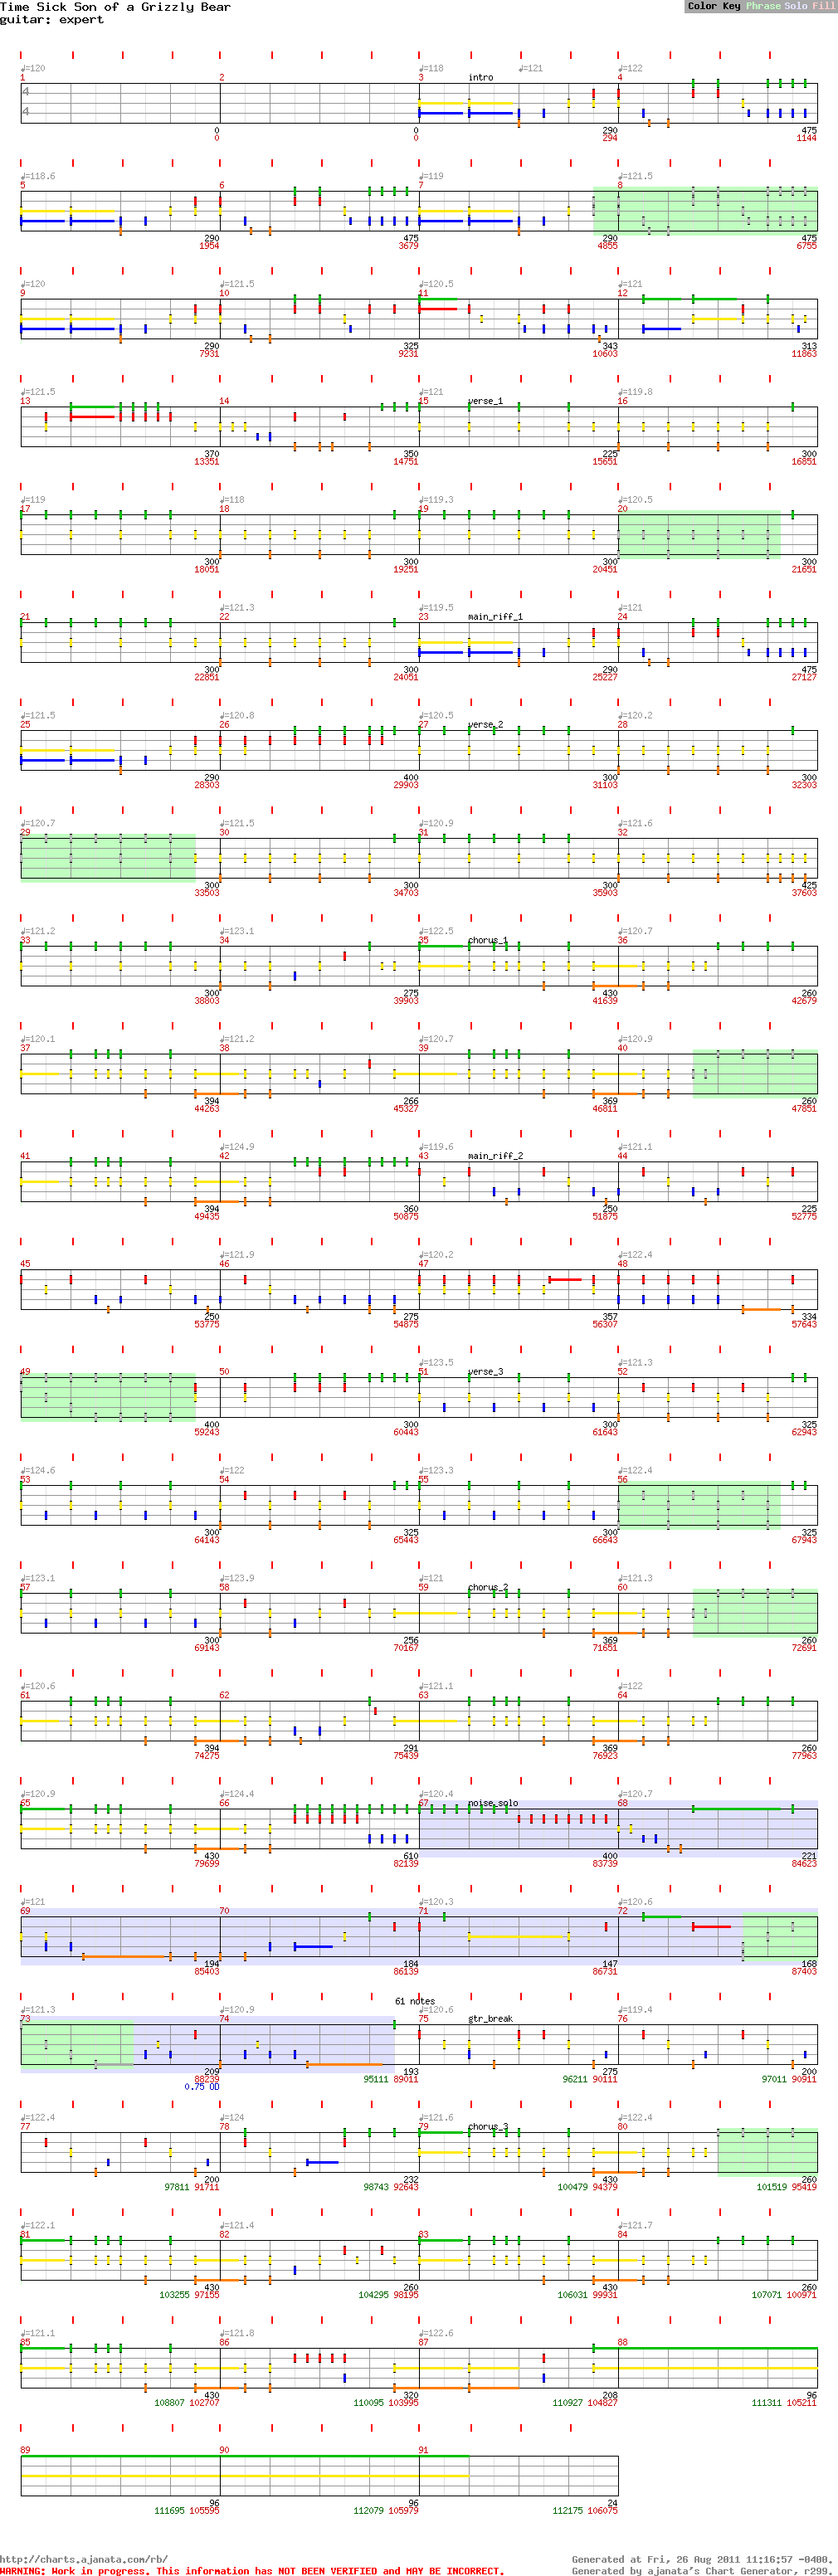 Time Sick Son of a Grizzly Bear
Color Key Phrase Solo Fill
guitar: expert
♩=120 ♩=118 ♩=121 ♩=122
1 2 3 intro 4
4
4
0 0 290 475
0 0 294 1144
♩=118.6 ♩=119 ♩=121.5
5 6 7 8
290 475 290 475
1954 3679 4855 6755
♩=120 ♩=121.5 ♩=120.5 ♩=121
9 10 11 12
290 325 343 313
7931 9231 10603 11863
♩=121.5 ♩=121 ♩=119.8
13 14 15 verse_1 16
370 350 225 300
13351 14751 15651 16851
♩=119 ♩=118 ♩=119.3 ♩=120.5
17 18 19 20
300 300 300 300
18051 19251 20451 21651
♩=121.3 ♩=119.5 ♩=121
21 22 23 main_riff_1 24
300 300 290 475
22851 24051 25227 27127
♩=121.5 ♩=120.8 ♩=120.5 ♩=120.2
25 26 27 verse_2 28
290 400 300 300
28303 29903 31103 32303
♩=120.7 ♩=121.5 ♩=120.9 ♩=121.6
29 30 31 32
300 300 300 425
33503 34703 35903 37603
♩=121.2 ♩=123.1 ♩=122.5 ♩=120.7
33 34 35 chorus_1 36
300 275 430 260
38803 39903 41639 42679
♩=120.1 ♩=121.2 ♩=120.7 ♩=120.9
37 38 39 40
394 266 369 260
44263 45327 46811 47851
♩=124.9 ♩=119.6 ♩=121.1
41 42 43 main_riff_2 44
394 360 250 225
49435 50875 51875 52775
♩=121.9 ♩=120.2 ♩=122.4
45 46 47 48
250 275 357 334
53775 54875 56307 57643
♩=123.5 ♩=121.3
49 50 51 verse_3 52
400 300 300 325
59243 60443 61643 62943
♩=124.6 ♩=122 ♩=123.3 ♩=122.4
53 54 55 56
300 325 300 325
64143 65443 66643 67943
♩=123.1 ♩=123.9 ♩=121 ♩=121.3
57 58 59 chorus_2 60
300 256 369 260
69143 70167 71651 72691
♩=120.6 ♩=121.1 ♩=122
61 62 63 64
394 291 369 260
74275 75439 76923 77963
♩=120.9 ♩=124.4 ♩=120.4 ♩=120.7
65 66 67 noise_solo 68
430 610 400 221
79699 82139 83739 84623
♩=121 ♩=120.3 ♩=120.6
69 70 71 72
194 184 147 168
85403 86139 86731 87403
61 notes
♩=121.3 ♩=120.9 ♩=120.6 ♩=119.4
73 74 75 gtr_break 76
209 193 275 200
88239 95111 89011 96211 90111 97011 90911
0.75 OD
♩=122.4 ♩=124 ♩=121.6 ♩=122.4
77 78 79 chorus_3 80
200 232 430 260
97811 91711 98743 92643 100479 94379 101519 95419
♩=122.1 ♩=121.4 ♩=121.7
81 82 83 84
430 260 430 260
103255 97155 104295 98195 106031 99931 107071 100971
♩=121.1 ♩=121.8 ♩=122.6
85 86 87 88
430 320 208 96
108807 102707 110095 103995 110927 104827 111311 105211
89 90 91
96 96 24
111695 105595 112079 105979 112175 106075
http://charts.ajanata.com/rb/
Generated at Fri, 26 Aug 2011 11:16:57 -0400.
WARNING: Work in progress. This information has NOT BEEN VERIFIED and MAY BE INCORRECT.
Generated by ajanata's Chart Generator, r299.